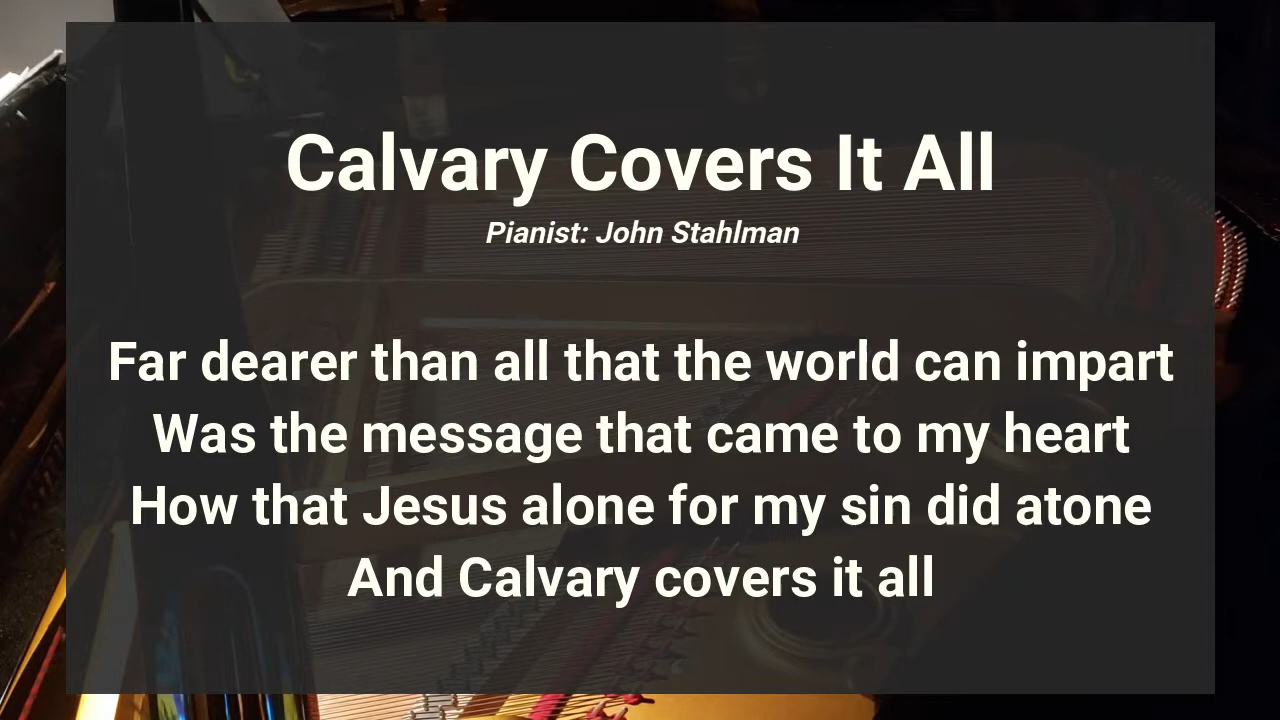 Calvary Covers It All
Pianist: John Stahlman
Far dearer than all that the world can impart
Was the message that came to my heart
How that Jesus alone for my sin did atone
And Calvary covers it all